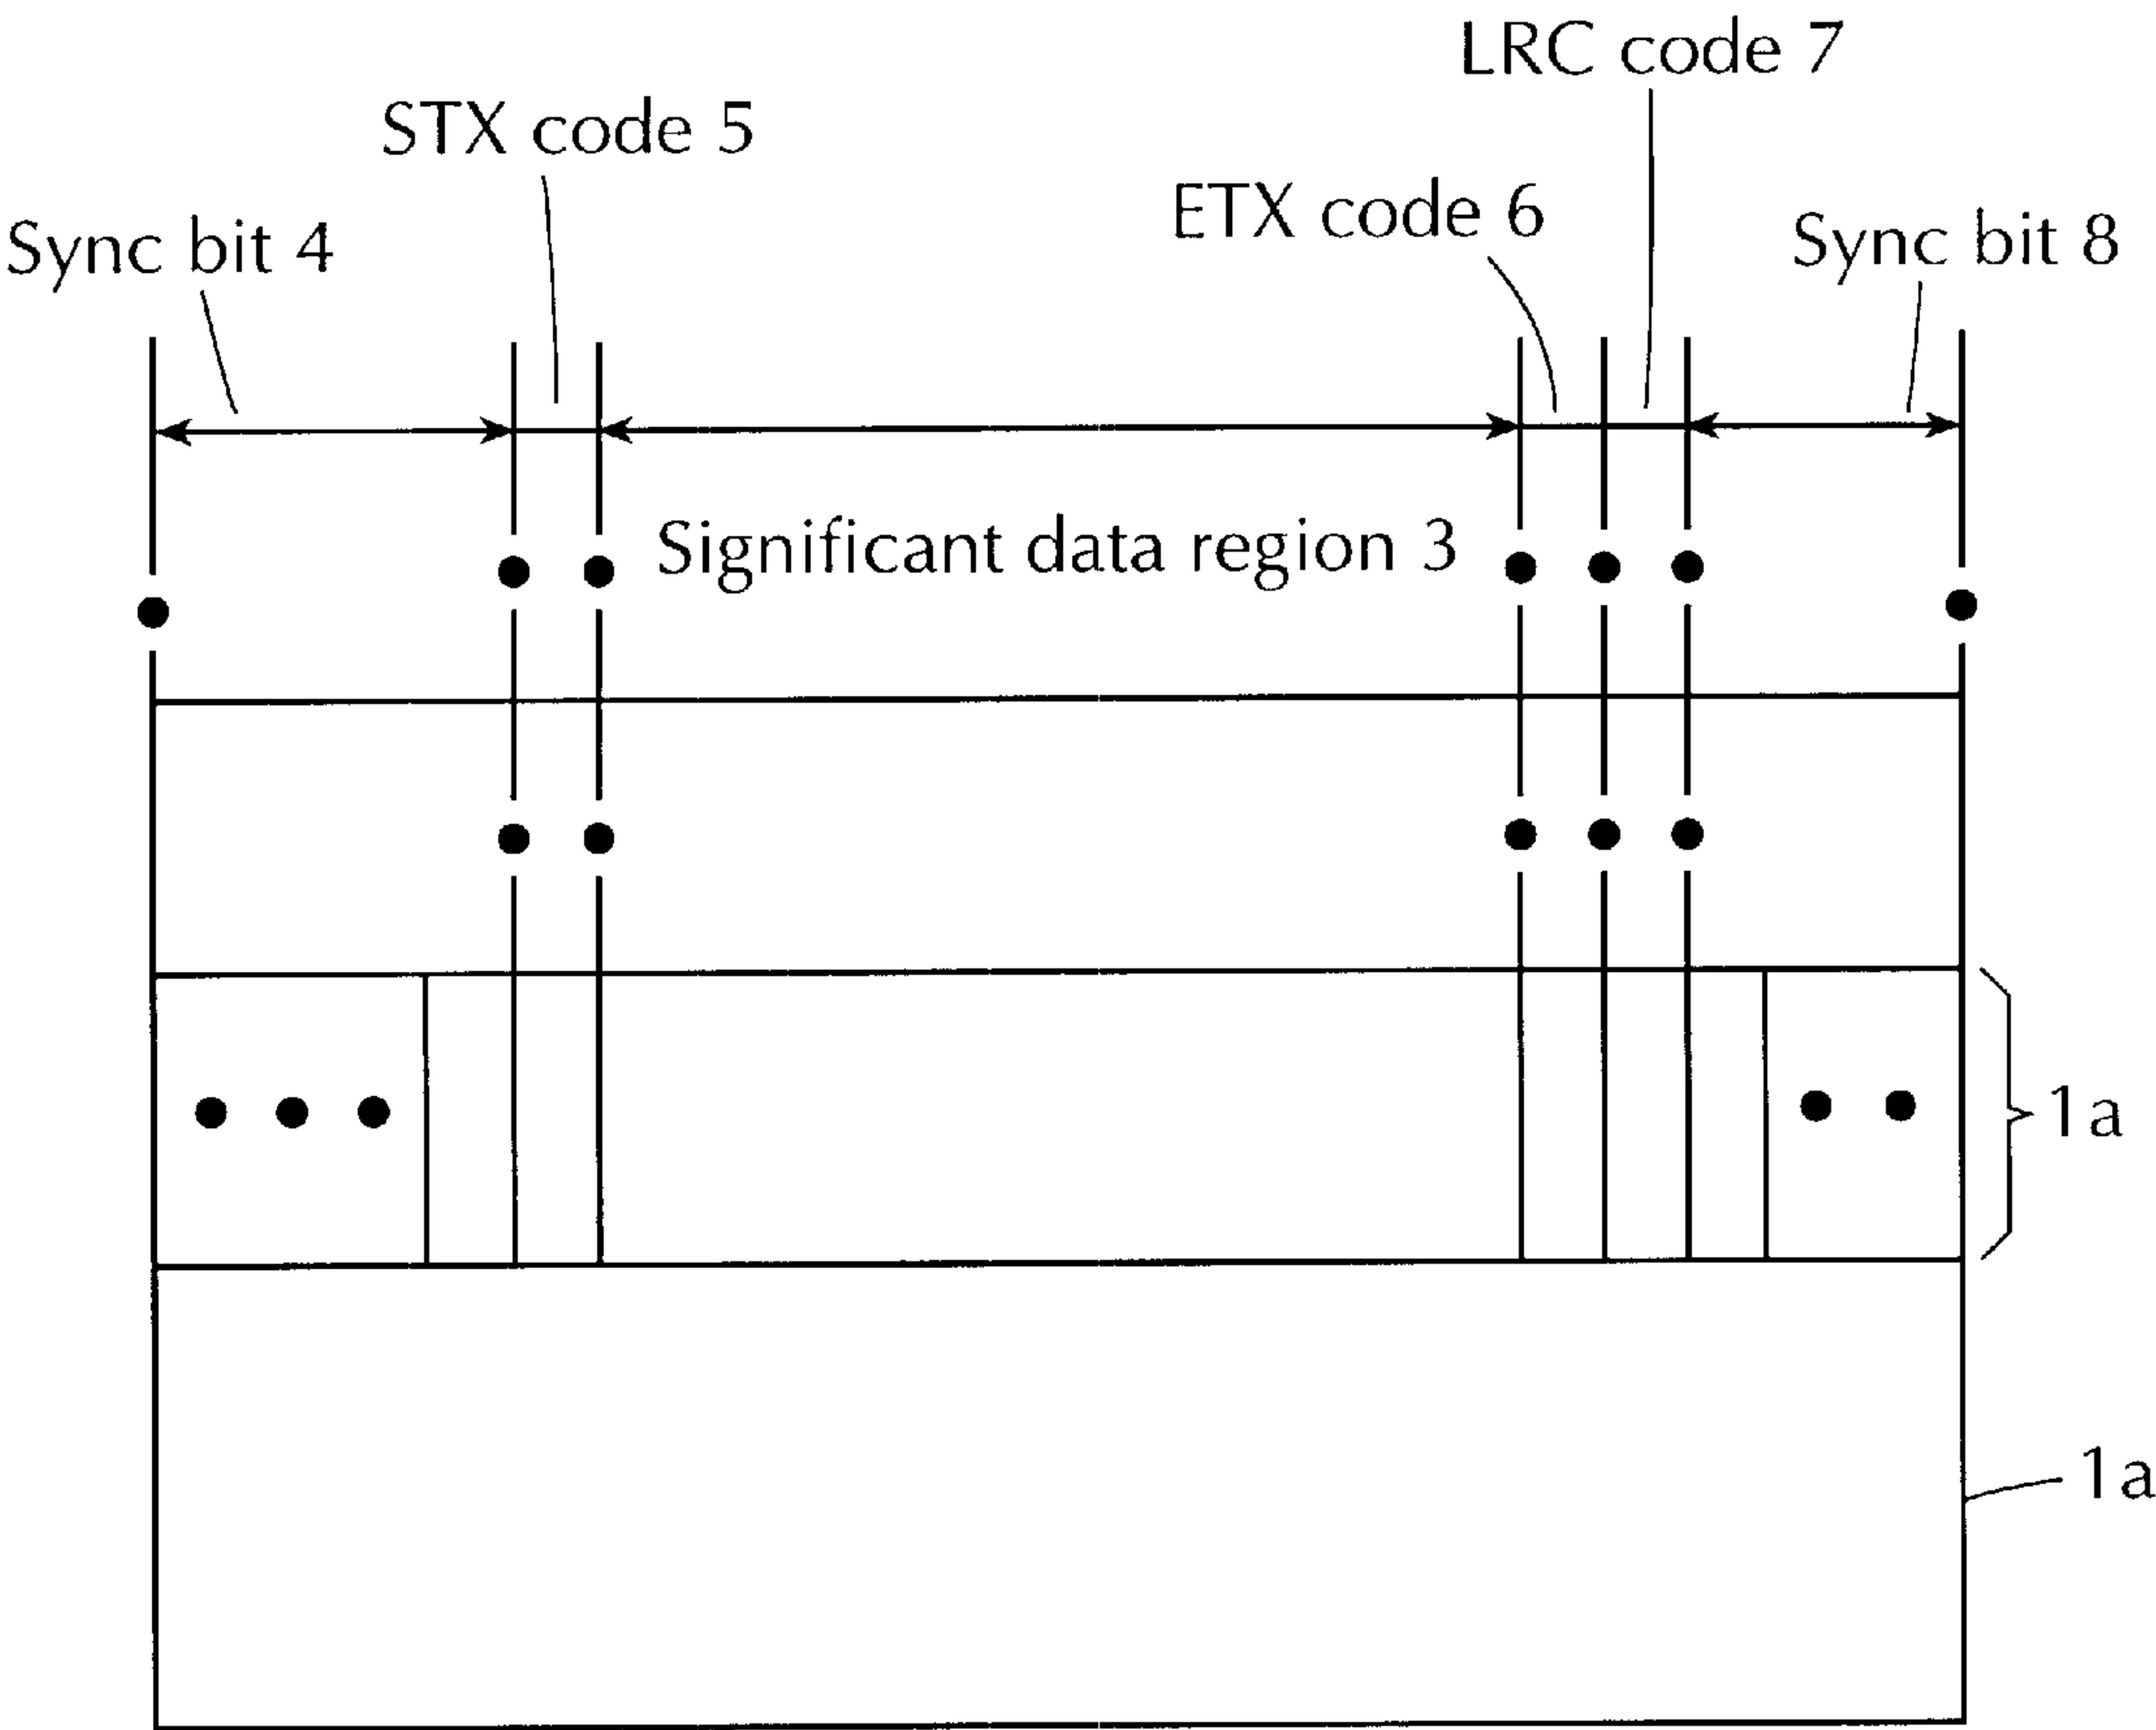 LRC code 7
STX code 5
ETX code 6
Sync bit 4
Sync bit 8
Significant data region 3
1a
1a